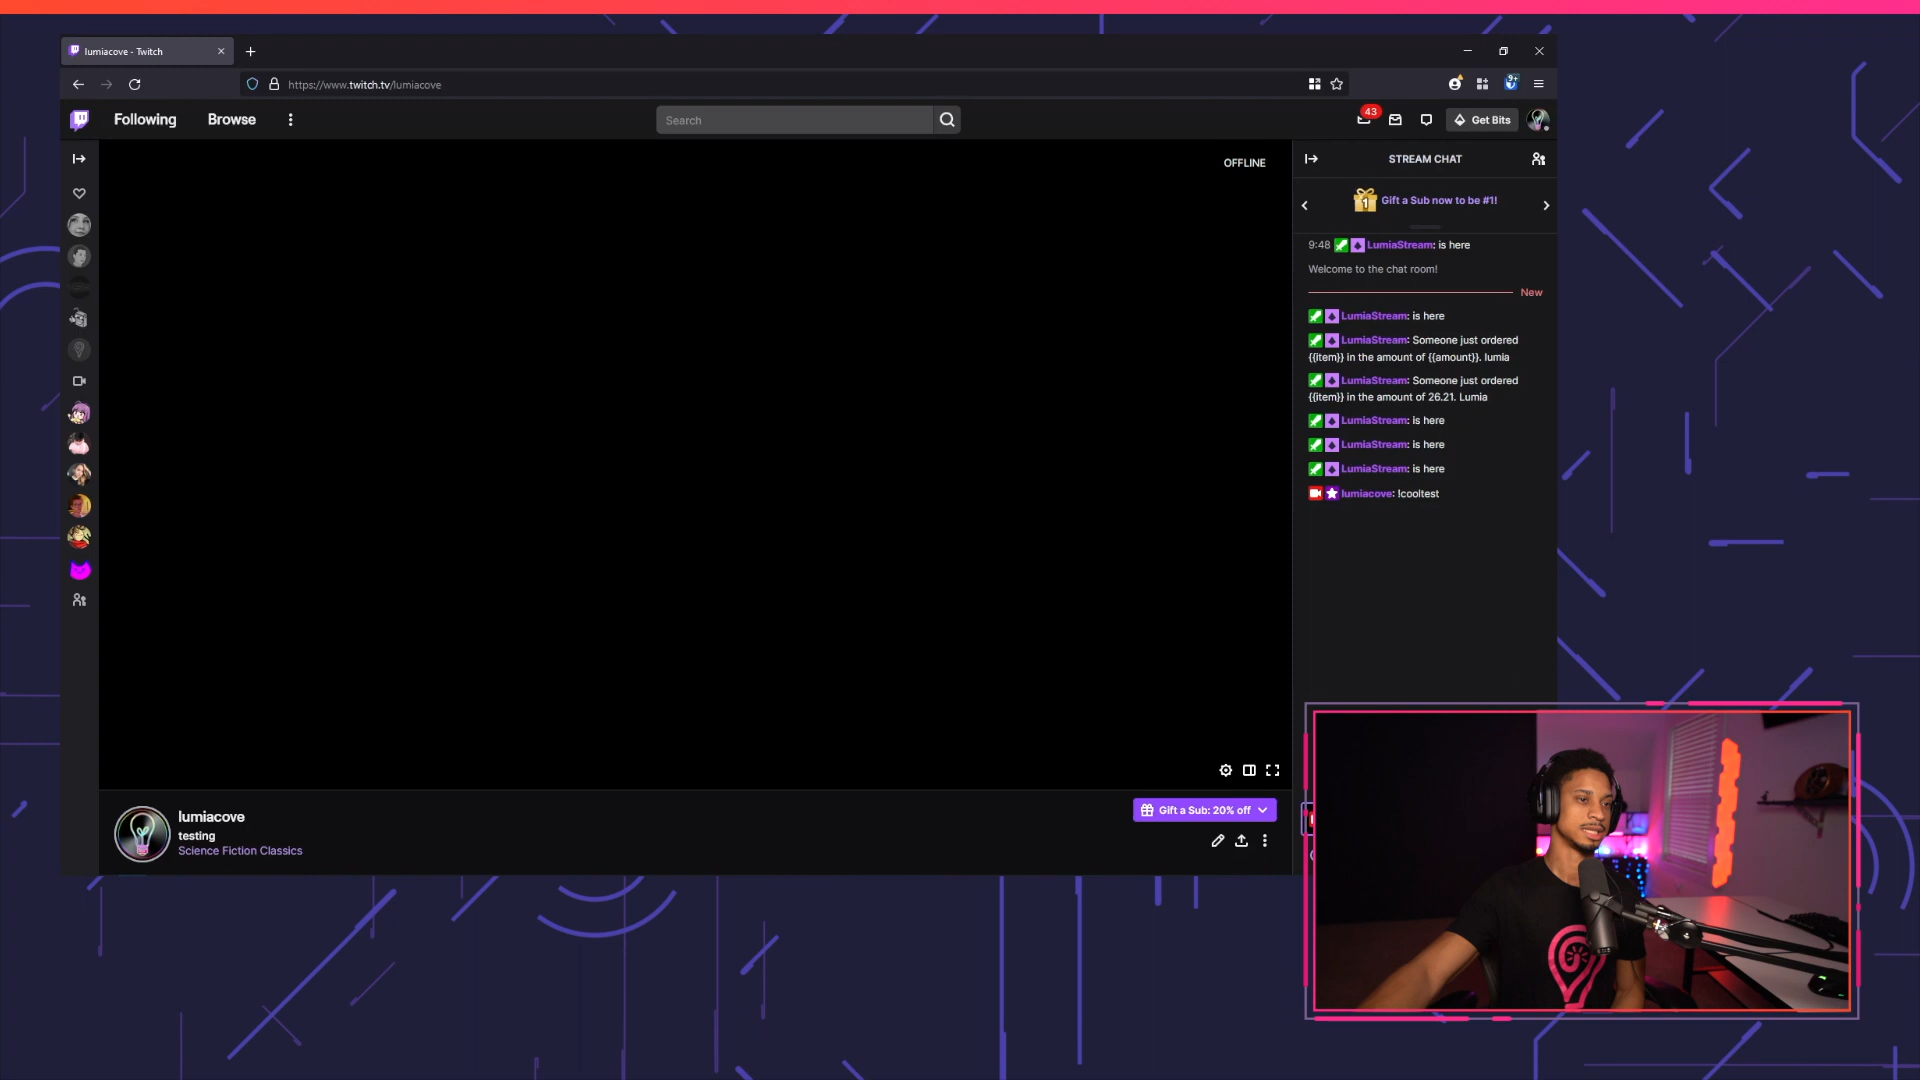 lumiacove - Twitch
https://www.twitch.tv/lumiacove
9+
Following
Browse
Search
43
Get Bits
OFFLINE
STREAM CHAT
1
Gift a Sub now to be #1!
9:48 LumiaStream: is here
Welcome to the chat room!
New
LumiaStream: is here
LumiaStream: Someone just ordered
{{item}} in the amount of {{amount}}. lumia
LumiaStream: Someone just ordered
{{item}} in the amount of 26.21. Lumia
LumiaStream: is here
LumiaStream: is here
LumiaStream: is here
lumiacove: !cooltest
lumiacove
testing
Science Fiction Classics
Gift a Sub: 20% off